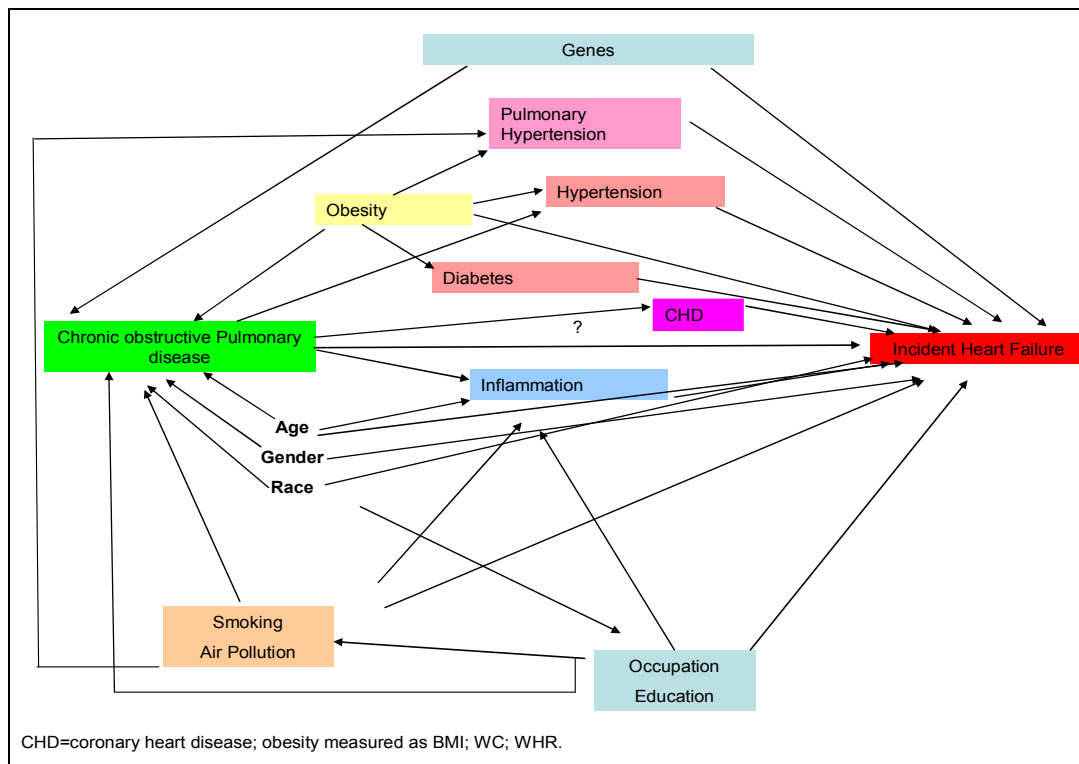 Genes
Pulmonary
Hypertension
Hypertension
Obesity
Diabetes
CHD
?
Chronic obstructive Pulmonary
disease
Incident Heart Failure
Inflammation
Age
Gender
Race
Smoking
Air Pollution
Occupation
Education
CHD=coronary heart disease; obesity measured as BMI; WC; WHR.